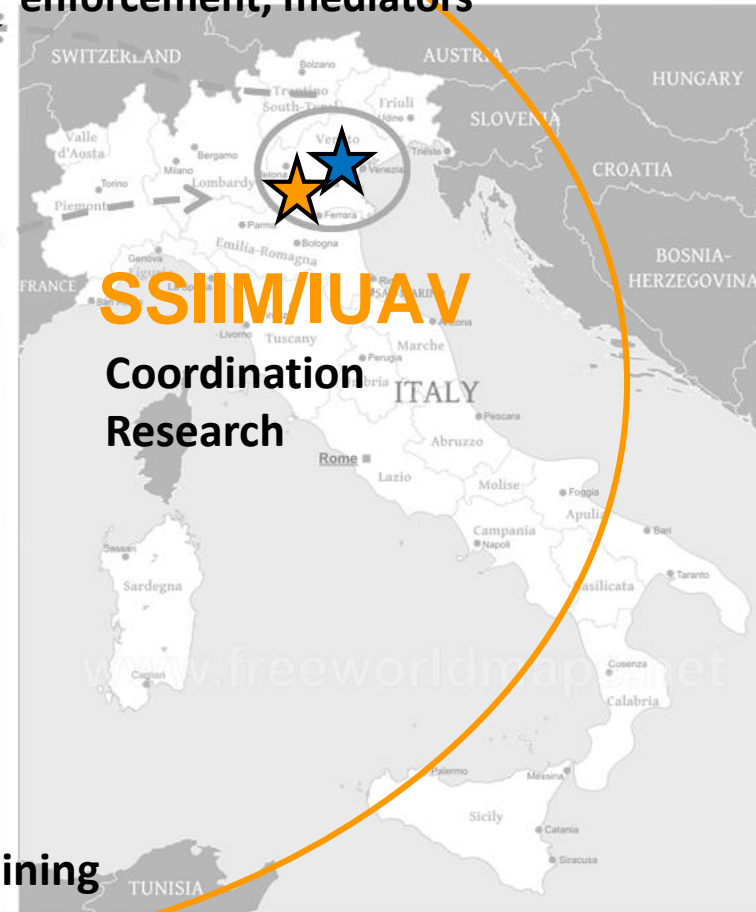 enforcement, mediators
SWITZERLAND
AUSTRIA
Bolzano
HUNGARY
Trentino
South-Tyrol
Friuli
Udine
SLOVENIA
Valle
d'Aosta
Veneto
Bergamo
Trieste
Milano
Venezia
CROATIA
Torino
Lombardy
Piemont
Ferrara
Parma
Emilia-Romagna
Bologna
BOSNIA-
HERZEGOVINA
Genova
FRANCE
SSIIM/IUAV
Livorno
Tuscany
Marche
Perugia
Coordination
ITALY
Research
Pescara
Abruzzo
Rome
Lazio
Molise
Foggia
Apulia
Campania
Napoli
Bari
Sassari
Taranto
Sardegna
Basilicata
www.freeworldmaps.net
Cosenza
Cagliari
Calabria
Palermo
Messina
Sicily
Catania
Siracusa
ining
TUNISIA